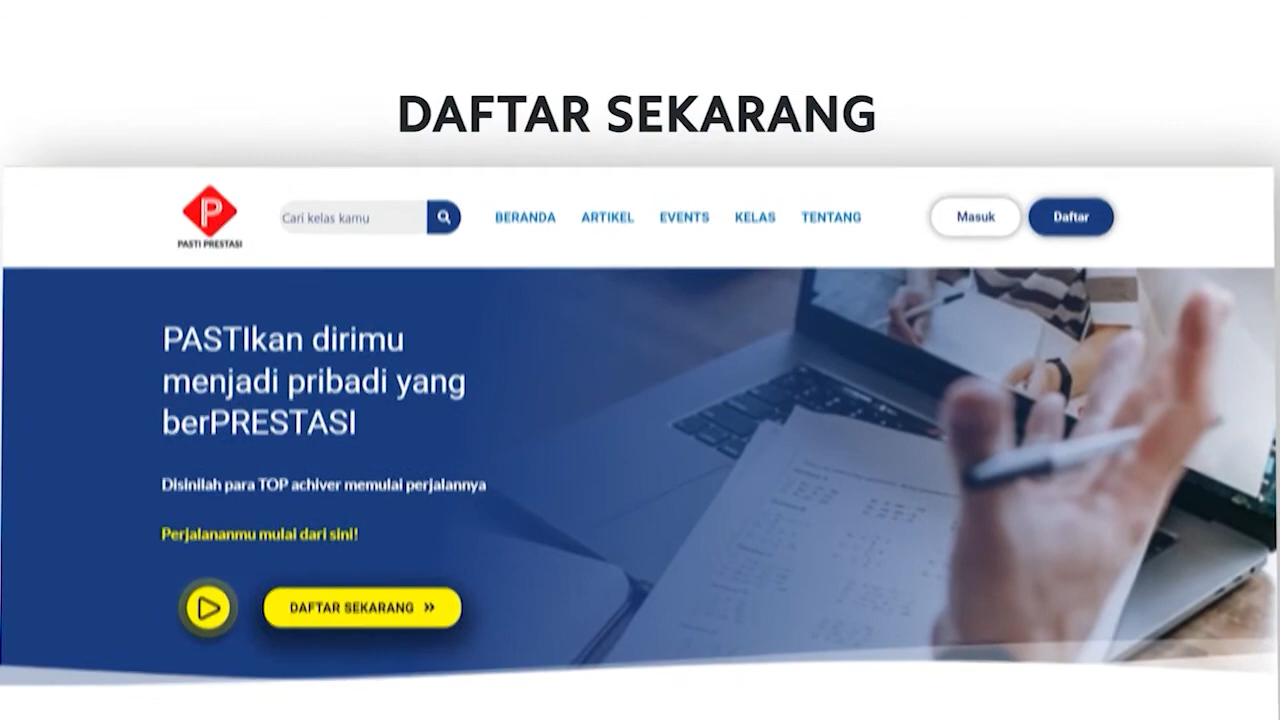 DAFTAR SEKARANG
P
PASTI PRESTASI
Cari kelas kamu
BERANDA ARTIKEL EVENTS KELAS TENTANG
Masuk Daftar
PASTIkan dirimu
menjadi pribadi yang
berPRESTASI
Disinilah para TOP achiver memulai perjalannya
Perjalananmu mulai dari sini!
DAFTAR SEKARANG »